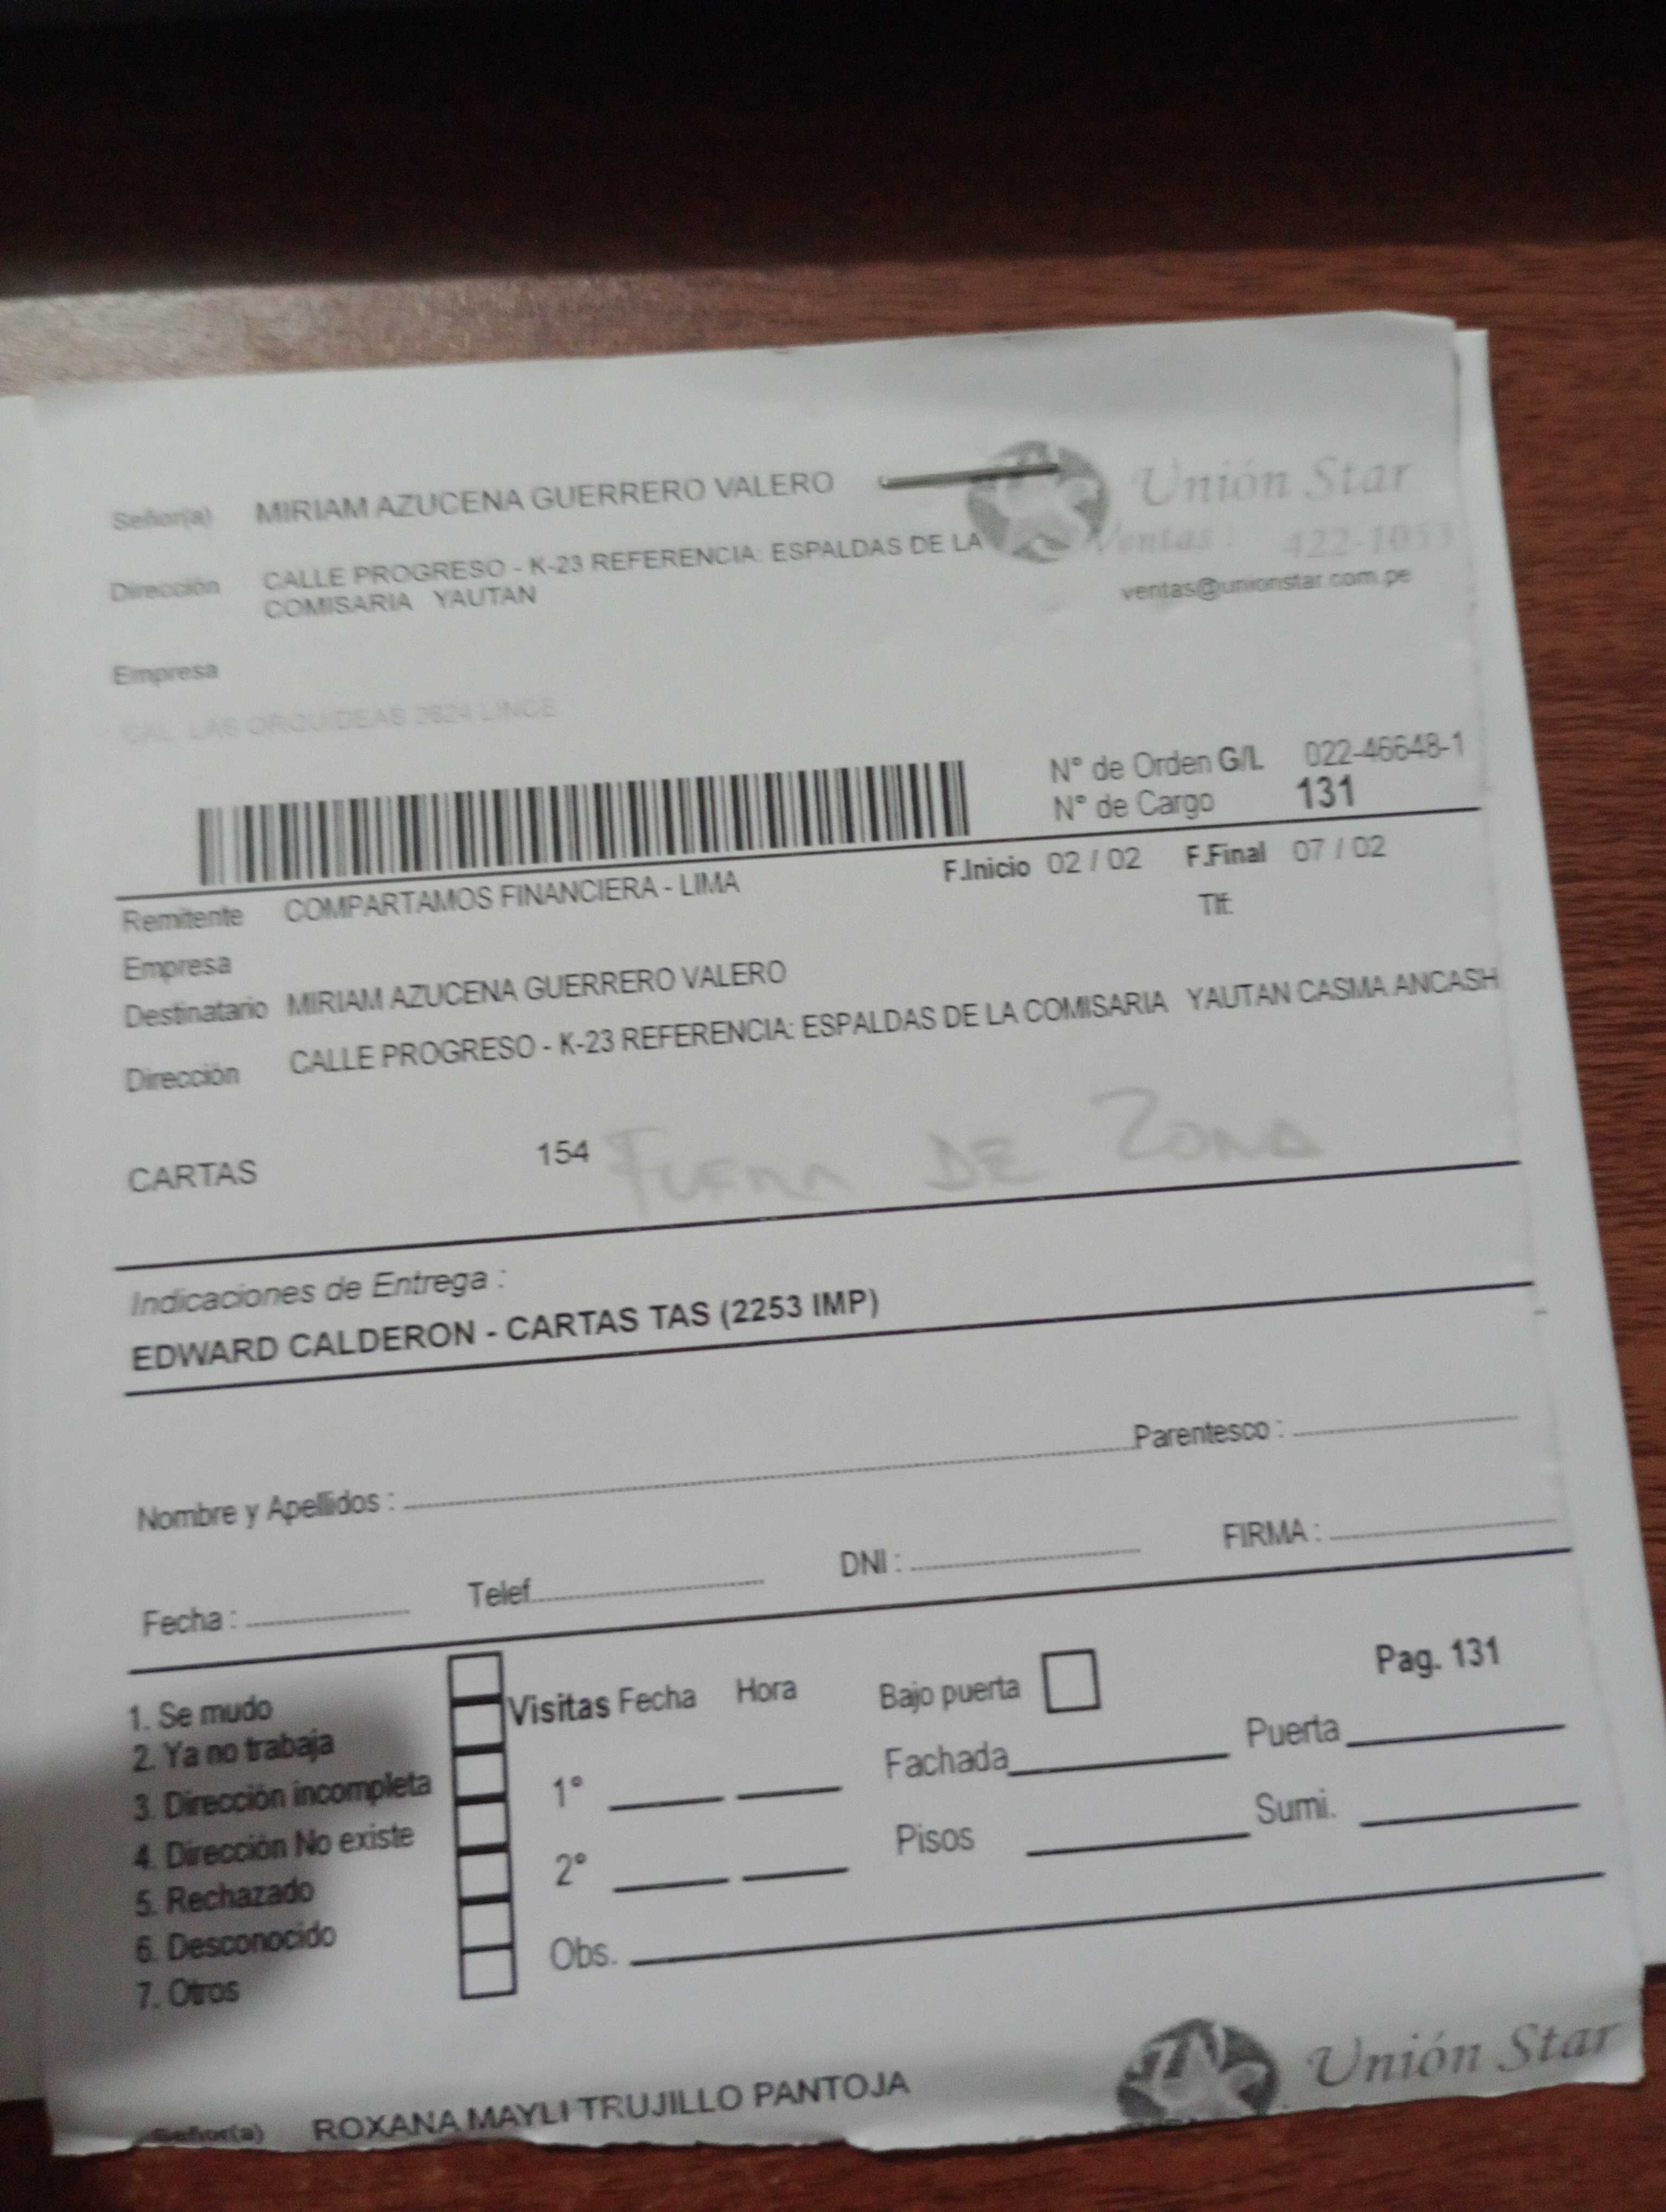 Señor(a) MIRIAM AZUCENA GUERRERO VALERO
Unión Star
Ventas : 422-1053
ventas@unionstar.com.pe
Dirección CALLE PROGRESO - K-23 REFERENCIA: ESPALDAS DE LA
COMISARIA YAUTAN
Empresa
CAL. LAS ORQUIDEAS 2624 LINCE
N° de Orden G/L 022-46648-1
N° de Cargo 131
F.Inicio 02 / 02 F.Final 07 / 02
Remitente COMPARTAMOS FINANCIERA - LIMA
Tlf:
Empresa
Destinatario MIRIAM AZUCENA GUERRERO VALERO
Dirección CALLE PROGRESO - K-23 REFERENCIA: ESPALDAS DE LA COMISARIA YAUTAN CASMA ANCASH
CARTAS 154 FUERA DE ZONA
Indicaciones de Entrega :
EDWARD CALDERON - CARTAS TAS (2253 IMP)
Nombre y Apellidos : Parentesco :
Fecha : Telef. DNI : FIRMA :
Pag. 131
1. Se mudo
2. Ya no trabaja
3. Dirección incompleta
4. Dirección No existe
5. Rechazado
6. Desconocido
7. Otros
Visitas Fecha Hora
1°
2°
Bajo puerta
Fachada Puerta
Pisos Sumi.
Obs.
Señor(a) ROXANA MAYLI TRUJILLO PANTOJA
Unión Star